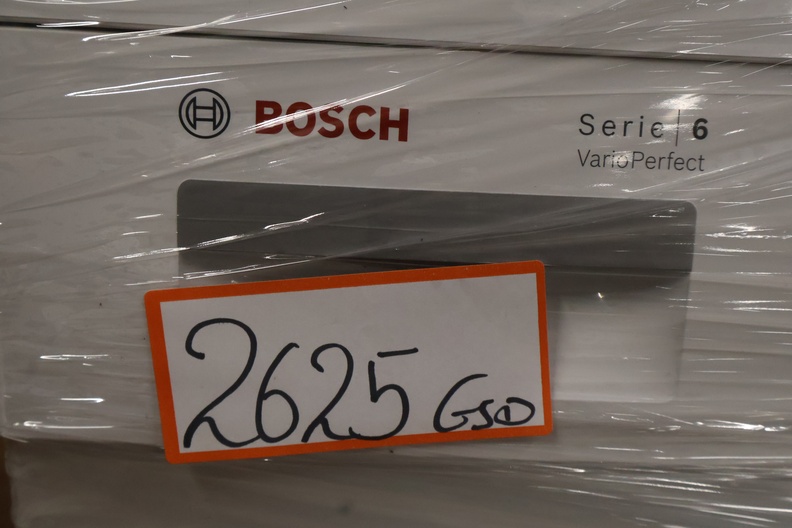 BOSCH
Serie | 6
VarioPerfect
2625 GSD